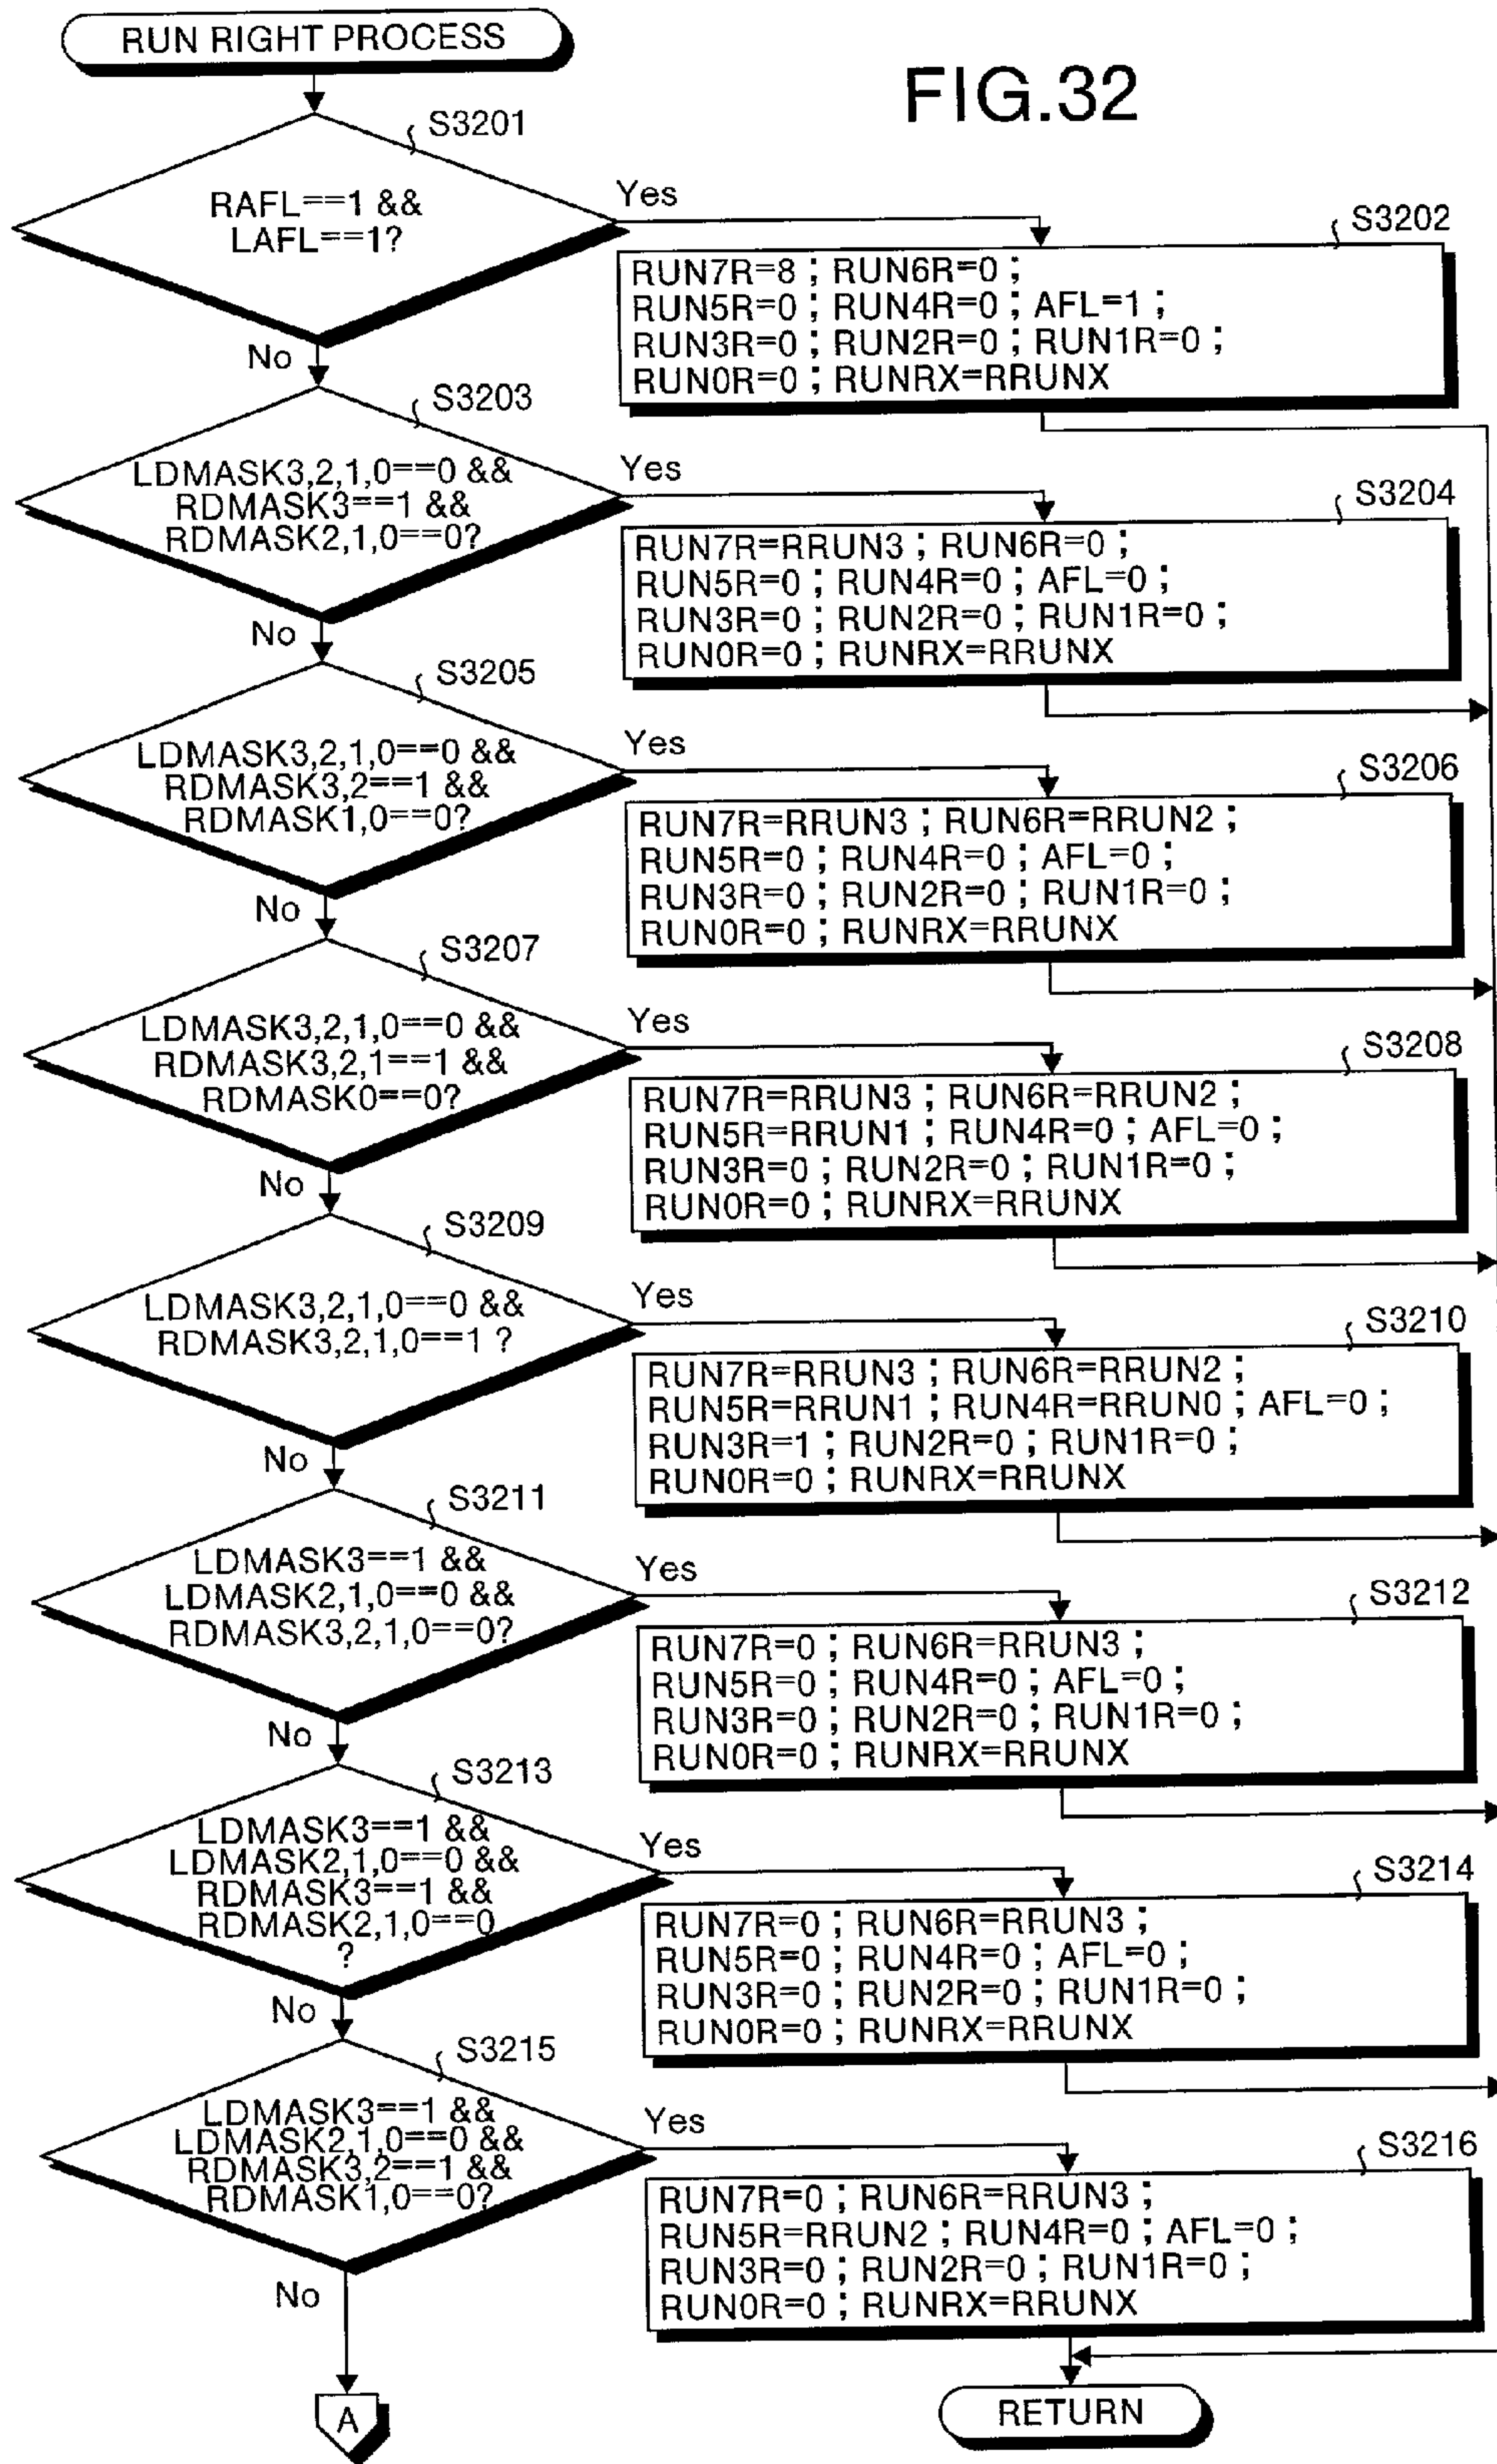 RUN RIGHT PROCESS
FIG.32
S3201
RAFL==1 &&
LAFL==1?
Yes
No
S3202
RUN7R=8 ; RUN6R=0 ;
RUN5R=0 ; RUN4R=0 ; AFL=1 ;
RUN3R=0 ; RUN2R=0 ; RUN1R=0 ;
RUN0R=0 ; RUNRX=RRUNX
S3203
LDMASK3,2,1,0==0 &&
RDMASK3==1 &&
RDMASK2,1,0==0?
Yes
No
S3204
RUN7R=RRUN3 ; RUN6R=0 ;
RUN5R=0 ; RUN4R=0 ; AFL=0 ;
RUN3R=0 ; RUN2R=0 ; RUN1R=0 ;
RUN0R=0 ; RUNRX=RRUNX
S3205
LDMASK3,2,1,0==0 &&
RDMASK3,2==1 &&
RDMASK1,0==0?
Yes
No
S3206
RUN7R=RRUN3 ; RUN6R=RRUN2 ;
RUN5R=0 ; RUN4R=0 ; AFL=0 ;
RUN3R=0 ; RUN2R=0 ; RUN1R=0 ;
RUN0R=0 ; RUNRX=RRUNX
S3207
LDMASK3,2,1,0==0 &&
RDMASK3,2,1==1 &&
RDMASK0==0?
Yes
No
S3208
RUN7R=RRUN3 ; RUN6R=RRUN2 ;
RUN5R=RRUN1 ; RUN4R=0 ; AFL=0 ;
RUN3R=0 ; RUN2R=0 ; RUN1R=0 ;
RUN0R=0 ; RUNRX=RRUNX
S3209
LDMASK3,2,1,0==0 &&
RDMASK3,2,1,0==1 ?
Yes
No
S3210
RUN7R=RRUN3 ; RUN6R=RRUN2 ;
RUN5R=RRUN1 ; RUN4R=RRUN0 ; AFL=0 ;
RUN3R=1 ; RUN2R=0 ; RUN1R=0 ;
RUN0R=0 ; RUNRX=RRUNX
S3211
LDMASK3==1 &&
LDMASK2,1,0==0 &&
RDMASK3,2,1,0==0?
Yes
No
S3212
RUN7R=0 ; RUN6R=RRUN3 ;
RUN5R=0 ; RUN4R=0 ; AFL=0 ;
RUN3R=0 ; RUN2R=0 ; RUN1R=0 ;
RUN0R=0 ; RUNRX=RRUNX
S3213
LDMASK3==1 &&
LDMASK2,1,0==0 &&
RDMASK3==1 &&
RDMASK2,1,0==0
?
Yes
No
S3214
RUN7R=0 ; RUN6R=RRUN3 ;
RUN5R=0 ; RUN4R=0 ; AFL=0 ;
RUN3R=0 ; RUN2R=0 ; RUN1R=0 ;
RUN0R=0 ; RUNRX=RRUNX
S3215
LDMASK3==1 &&
LDMASK2,1,0==0 &&
RDMASK3,2==1 &&
RDMASK1,0==0?
Yes
No
S3216
RUN7R=0 ; RUN6R=RRUN3 ;
RUN5R=RRUN2 ; RUN4R=0 ; AFL=0 ;
RUN3R=0 ; RUN2R=0 ; RUN1R=0 ;
RUN0R=0 ; RUNRX=RRUNX
A
RETURN